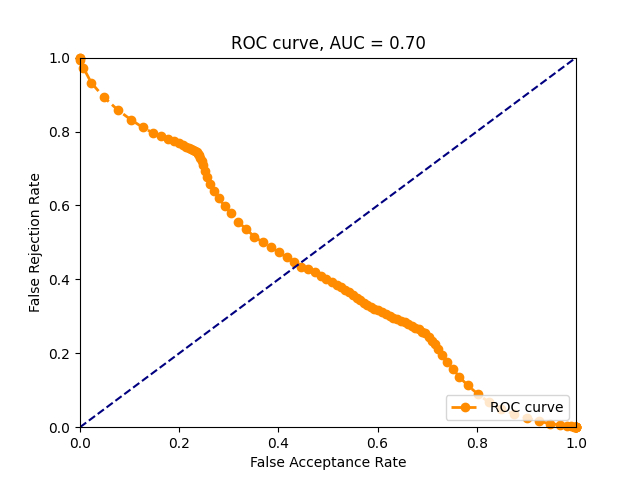 ROC curve, AUC = 0.70
1.0
0.8
0.6
0.4
0.2
0.0
False Rejection Rate
ROC curve
0.0 0.2 0.4 0.6 0.8 1.0
False Acceptance Rate